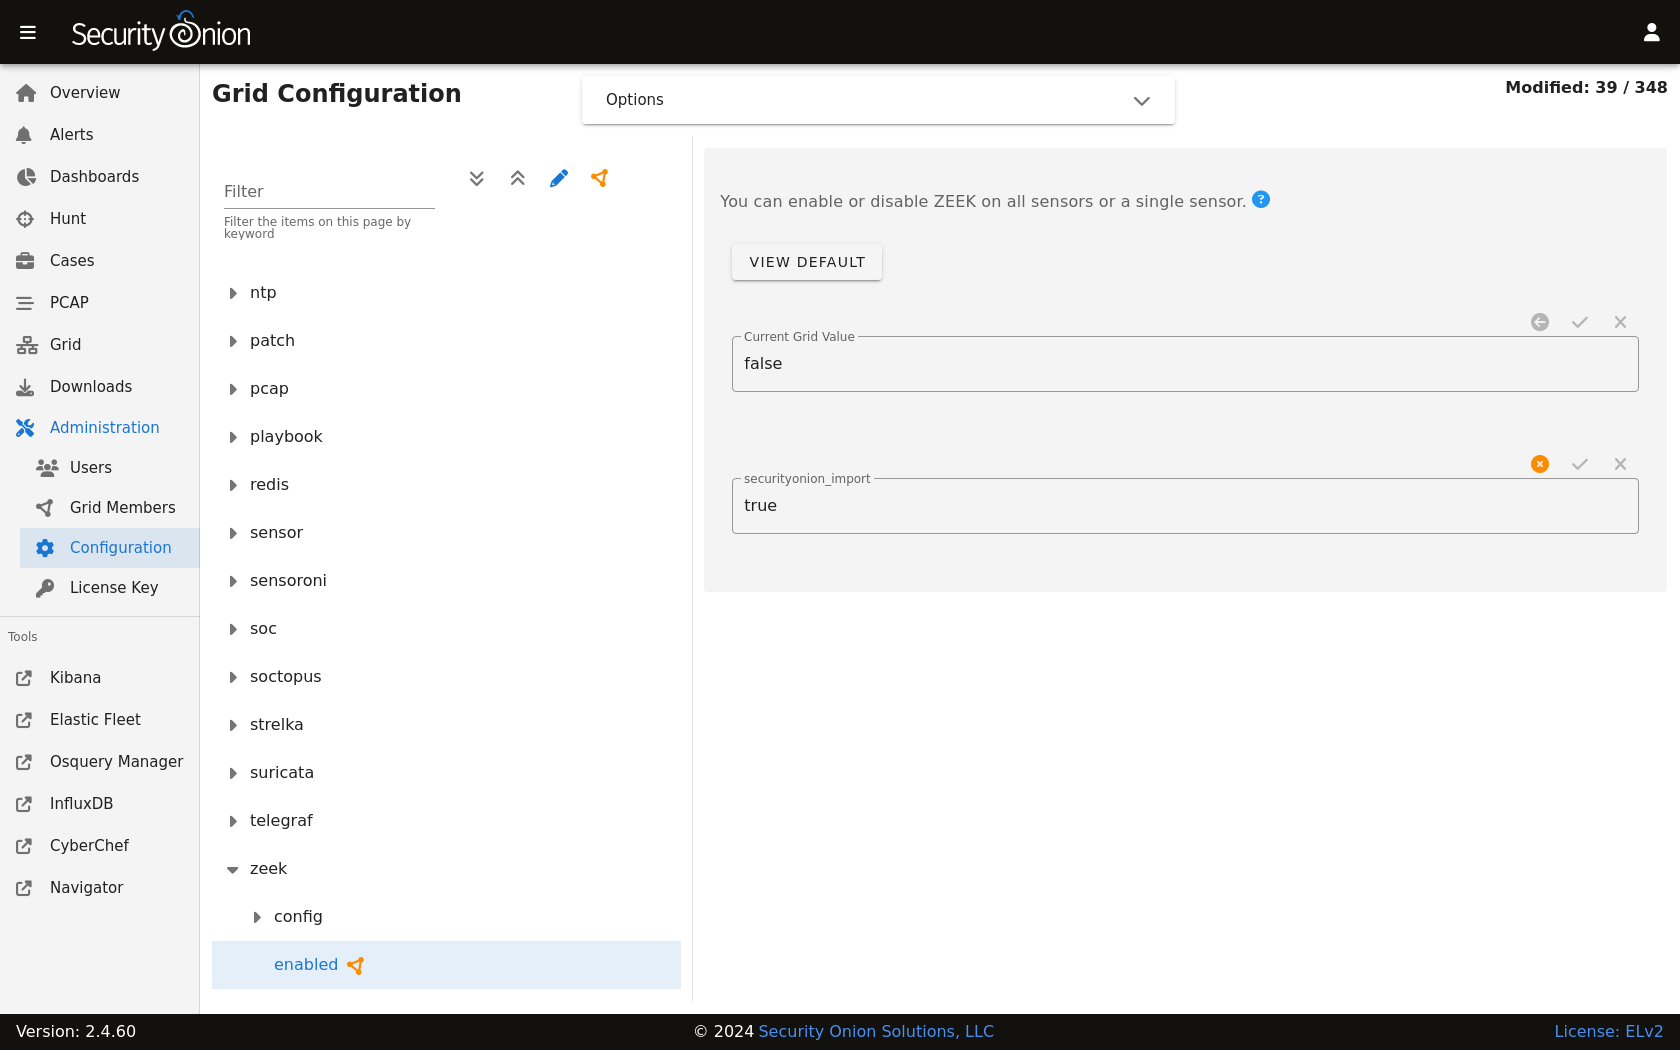 Security Onion
Overview
Alerts
Dashboards
Hunt
Cases
PCAP
Grid
Downloads
Administration
Users
Grid Members
Configuration
License Key
Tools
Kibana
Elastic Fleet
Osquery Manager
InfluxDB
CyberChef
Navigator
Grid Configuration
Options
Modified: 39 / 348
Filter
Filter the items on this page by
keyword
ntp
patch
pcap
playbook
redis
sensor
sensoroni
soc
soctopus
strelka
suricata
telegraf
zeek
config
enabled
You can enable or disable ZEEK on all sensors or a single sensor. ?
VIEW DEFAULT
Current Grid Value
false
securityonion_import
true
Version: 2.4.60
© 2024 Security Onion Solutions, LLC
License: ELv2